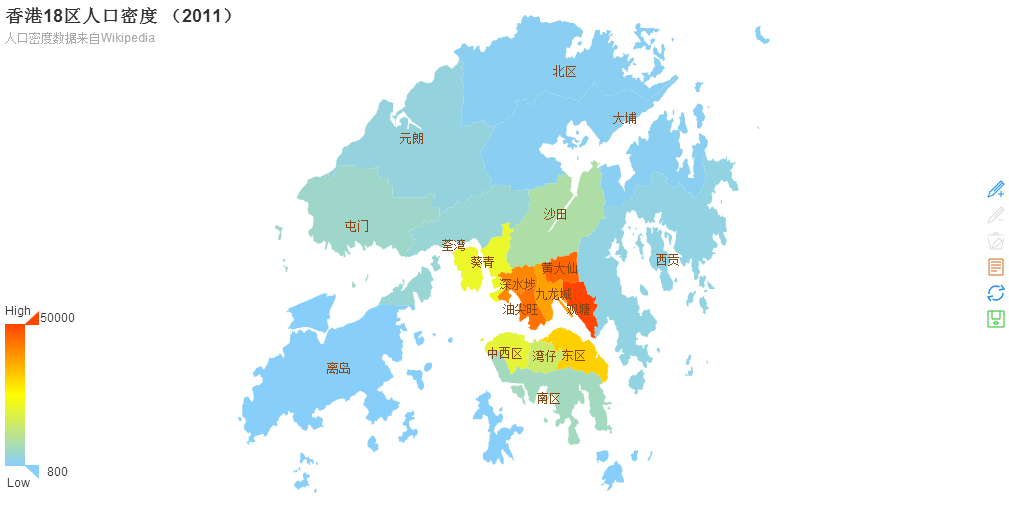 香港18区人口密度 （2011）
人口密度数据来自Wikipedia
北区
大埔
元朗
沙田
屯门
荃湾
葵青
西贡
黄大仙
深水埗
九龙城
油尖旺
观塘
High
50000
中西区
湾仔
东区
离岛
南区
800
Low